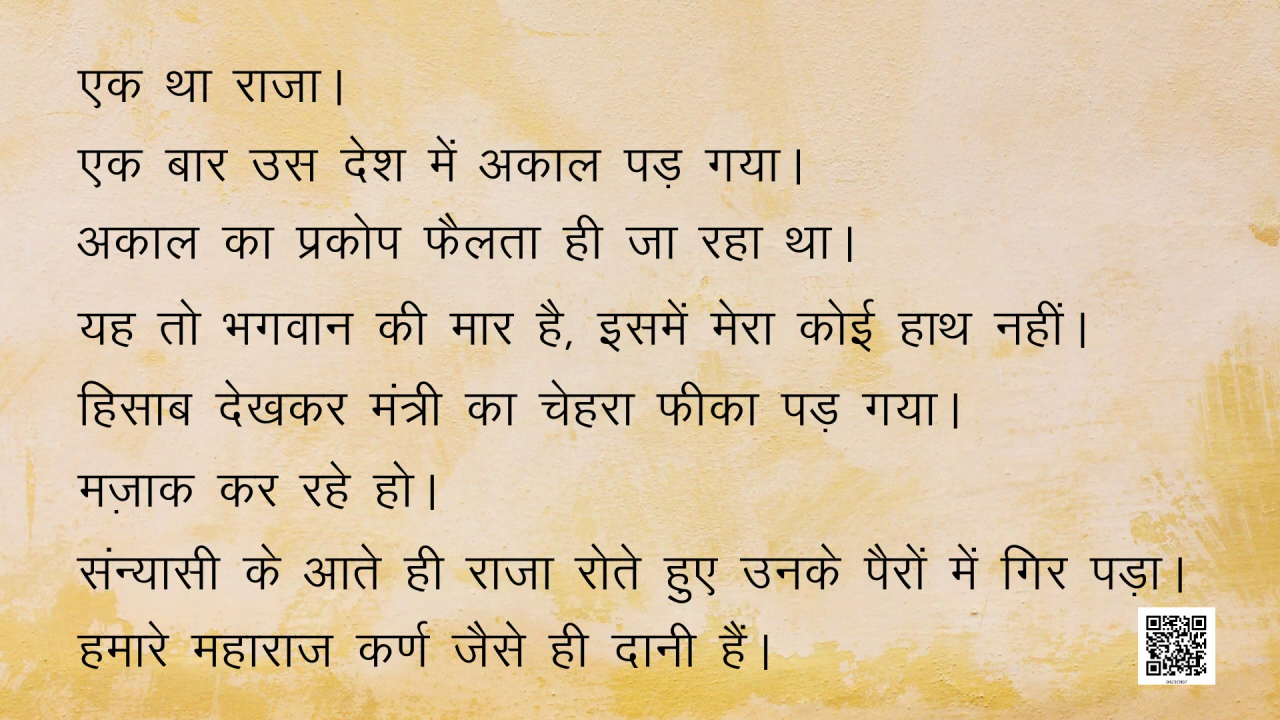 एक था राजा।
एक बार उस देश में अकाल पड़ गया।
अकाल का प्रकोप फैलता ही जा रहा था।
यह तो भगवान की मार है, इसमें मेरा कोई हाथ नहीं।
हिसाब देखकर मंत्री का चेहरा फीका पड़ गया।
मज़ाक कर रहे हो।
संन्यासी के आते ही राजा रोते हुए उनके पैरों में गिर पड़ा।
हमारे महाराज कर्ण जैसे ही दानी हैं।